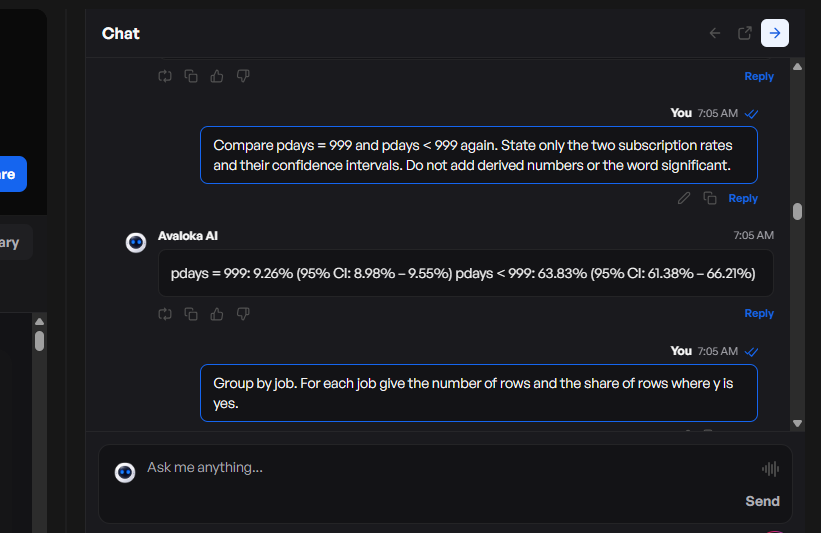 Chat
Reply
You 7:05 AM
Compare pdays = 999 and pdays < 999 again. State only the two subscription rates
and their confidence intervals. Do not add derived numbers or the word significant.
re
Reply
ary
Avaloka AI 7:05 AM
pdays = 999: 9.26% (95% CI: 8.98% – 9.55%) pdays < 999: 63.83% (95% CI: 61.38% – 66.21%)
Reply
You 7:05 AM
Group by job. For each job give the number of rows and the share of rows where y is
yes.
Ask me anything...
Send